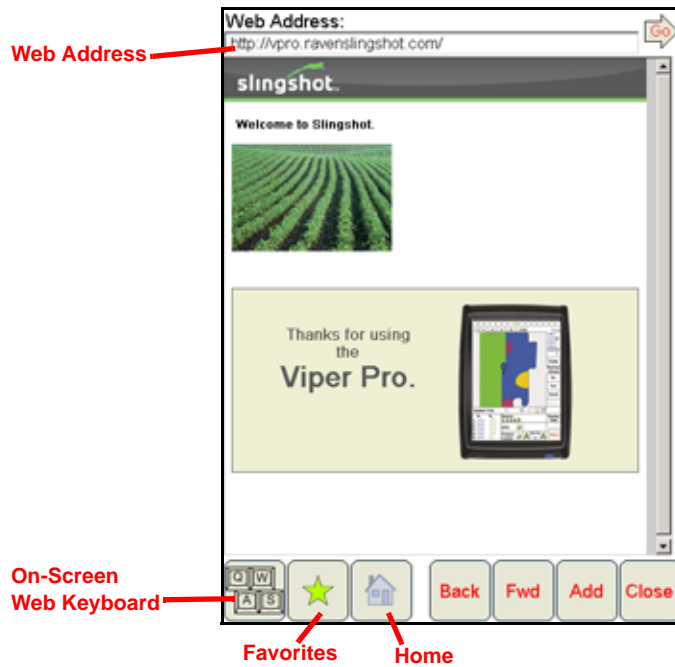 Web Address:
http://vpro.ravenslingshot.com/
Go
Web Address
slingshot™
Welcome to Slingshot.
Thanks for using
the
Viper Pro.
On-Screen
Web Keyboard
Q W
A S
Back
Fwd
Add
Close
Favorites
Home